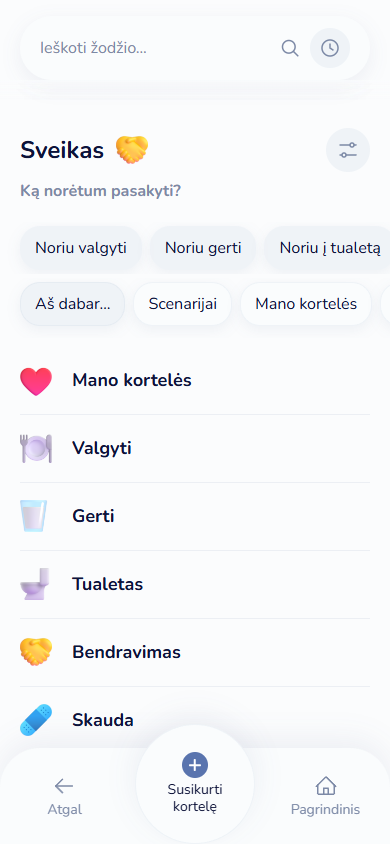 Ieškoti žodžio...
Sveikas
Ką norėtum pasakyti?
Noriu valgyti
Noriu gerti
Noriu į tualetą
Aš dabar...
Scenarijai
Mano kortelės
Mano kortelės
Valgyti
Gerti
Tualetas
Bendravimas
Skauda
Atgal
Susikurti
kortelę
Pagrindinis